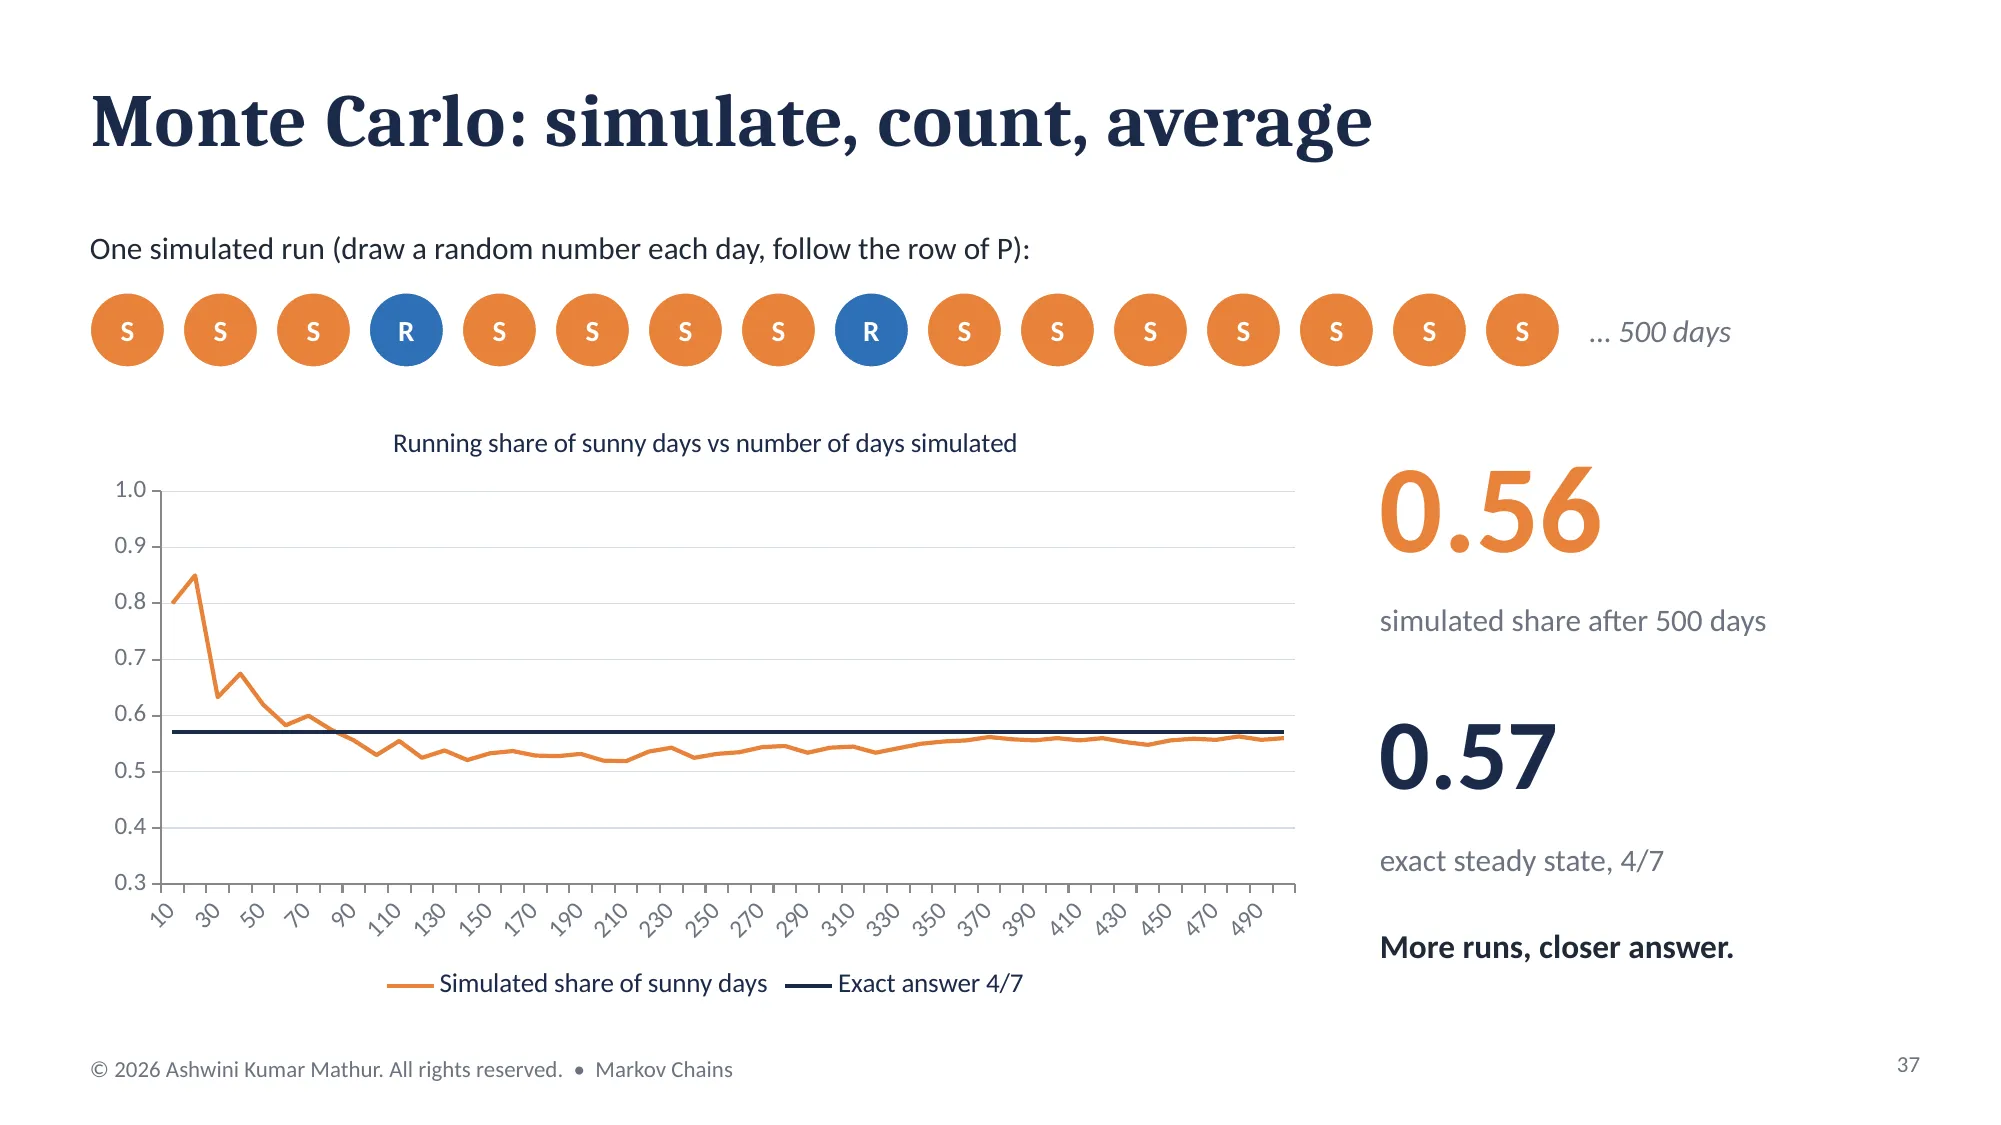 Monte Carlo: simulate, count, average
One simulated run (draw a random number each day, follow the row of P):
S S S R S S S S R S S S S S S S ... 500 days
Running share of sunny days vs number of days simulated
1.0
0.9
0.8
0.7
0.6
0.5
0.4
0.3
10 30 50 70 90 110 130 150 170 190 210 230 250 270 290 310 330 350 370 390 410 430 450 470 490
Simulated share of sunny days Exact answer 4/7
0.56
simulated share after 500 days
0.57
exact steady state, 4/7
More runs, closer answer.
© 2026 Ashwini Kumar Mathur. All rights reserved. • Markov Chains
37